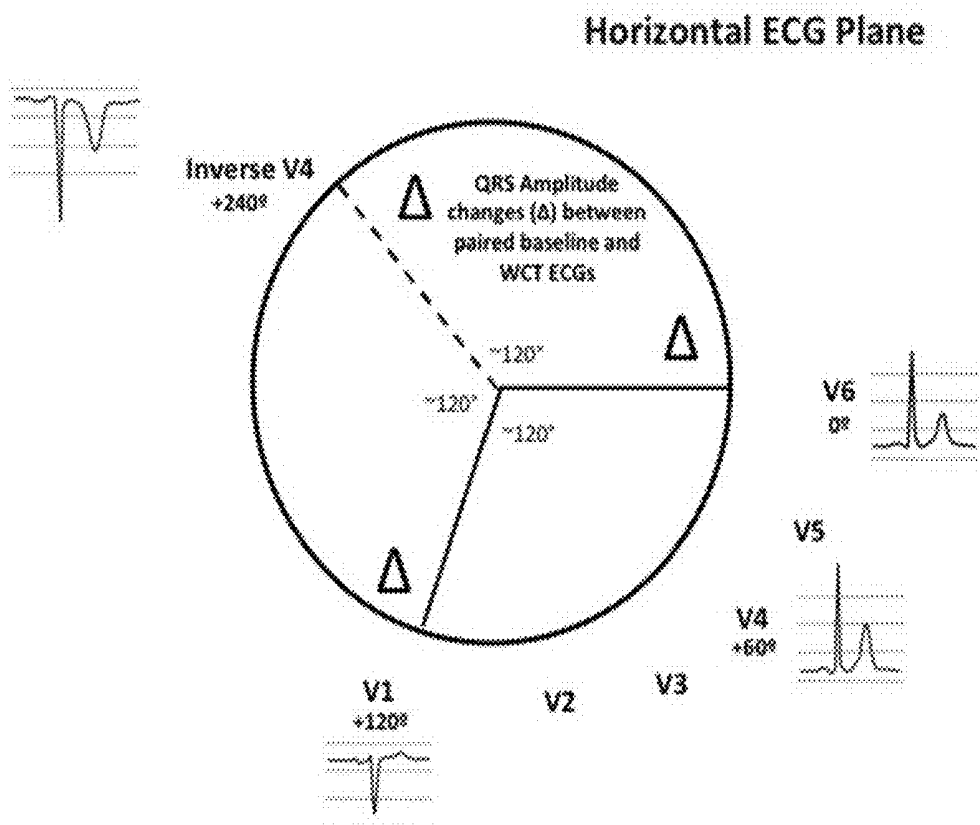 Horizontal ECG Plane
Inverse V4
+240º
Δ
QRS Amplitude
changes (Δ) between
paired baseline and
WCT ECGs
Δ
~120°
~120°
~120°
V6
0º
V5
Δ
V4
+60º
V3
V2
V1
+120º